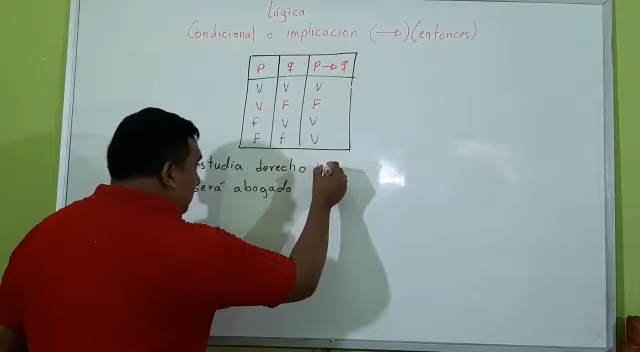 Lógica
Condicional o implicación (→)(entonces)
p q p→q
V V V
V F F
F V V
F F V
estudia derecho
será abogado